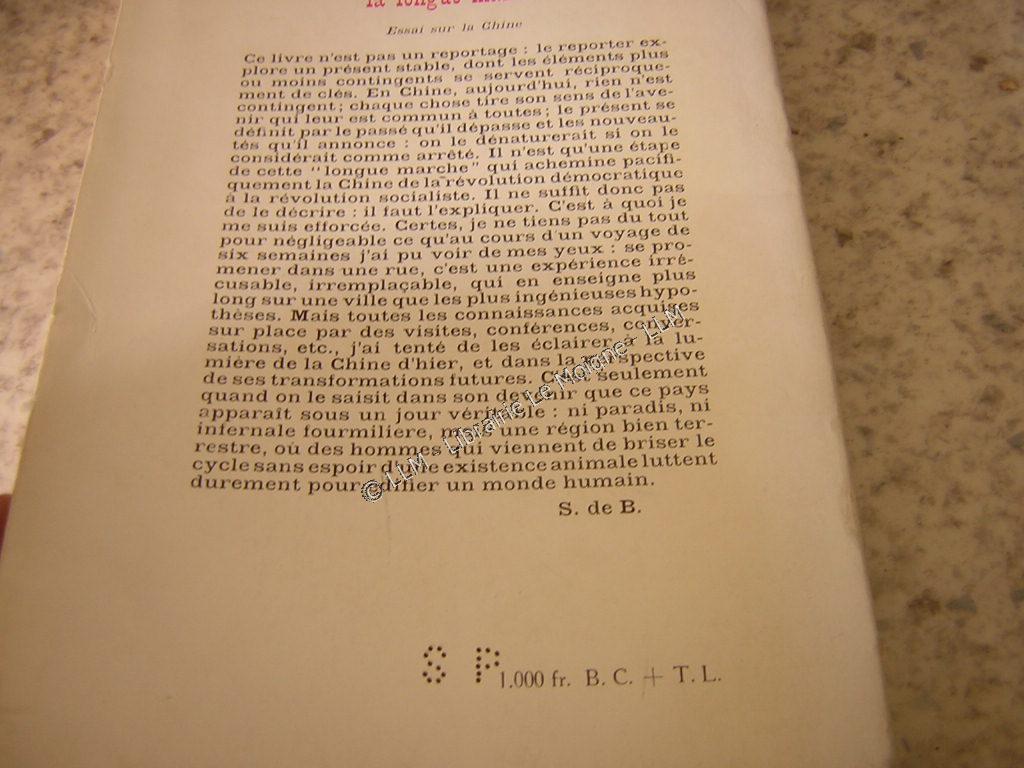 la longue
Essai sur la Chine
Ce livre n'est pas un reportage : le reporter ex-
plore un présent stable, dont les éléments plus
ou moins contingents se servent réciproque-
ment de clés. En Chine, aujourd'hui, rien n'est
contingent ; chaque chose tire son sens de l'ave-
nir qui leur est commun à toutes ; le présent se
définit par le passé qu'il dépasse et les nouveau-
tés qu'il annonce : on le dénaturerait si on le
considérait comme arrêté. Il n'est qu'une étape
de cette "longue marche" qui achemine pacifi-
quement la Chine de la révolution démocratique
à la révolution socialiste. Il ne suffit donc pas
de le décrire : il faut l'expliquer. C'est à quoi je
me suis efforcée. Certes, je ne tiens pas du tout
pour négligeable ce qu'au cours d'un voyage de
six semaines j'ai pu voir de mes yeux : se pro-
mener dans une rue, c'est une expérience irré-
cusable, irremplaçable, qui en enseigne plus
long sur une ville que les plus ingénieuses hypo-
thèses. Mais toutes les connaissances acquises
sur place par des visites, conférences, conver-
sations, etc., j'ai tenté de les éclairer à la lu-
mière de la Chine d'hier, et dans la perspective
de ses transformations futures. C'est seulement
quand on le saisit dans son devenir que ce pays
apparaît sous un jour véritable : ni paradis, ni
infernale fourmilière, mais une région bien ter-
restre, où des hommes qui viennent de briser le
cycle sans espoir d'une existence animale luttent
durement pour édifier un monde humain.
S. de B.
S P 1.000 fr. B. C. + T. L.
© LLM - Librairie Le Moigne - LLM